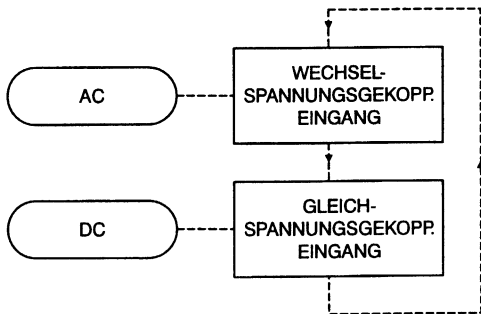 AC
WECHSEL-
SPANNUNGSGEKOPP.
EINGANG
DC
GLEICH-
SPANNUNGSGEKOPP.
EINGANG